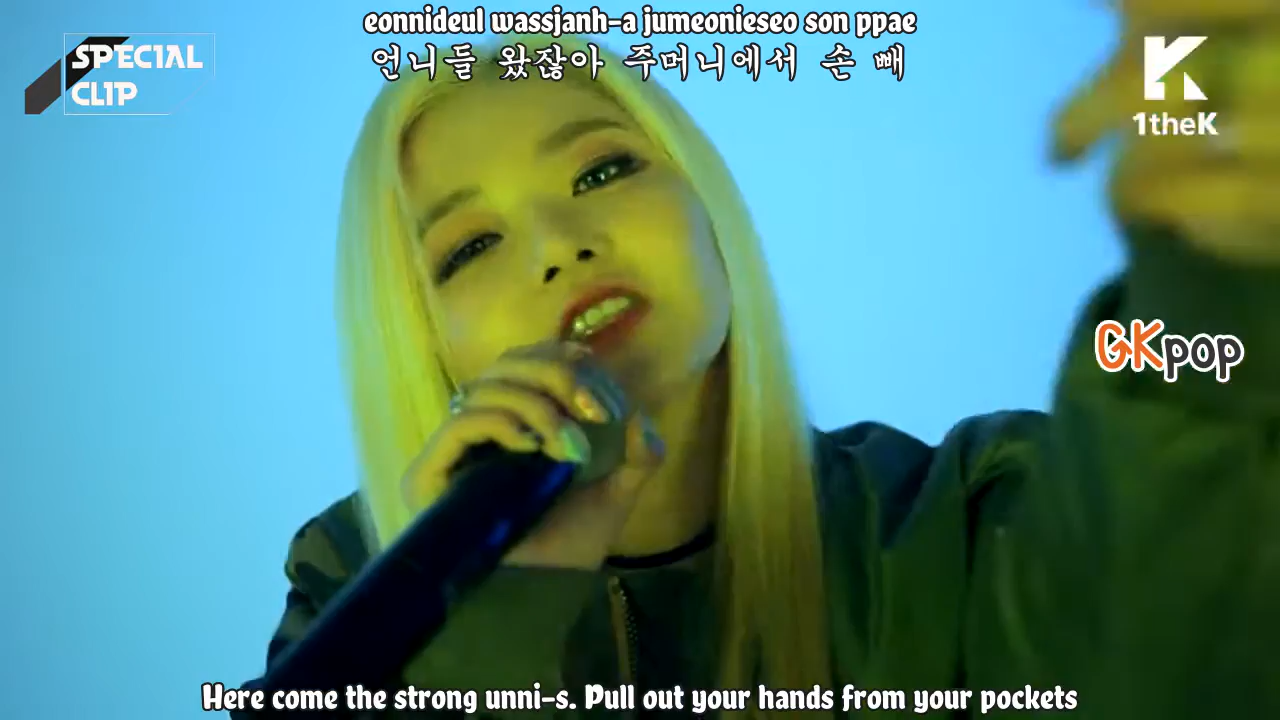 eonnideul wassjanh-a jumeonieseo son ppae
언니들 왔잖아 주머니에서 손 빼
SPECIAL
CLIP
1theK
GKpop
Here come the strong unni-s. Pull out your hands from your pockets